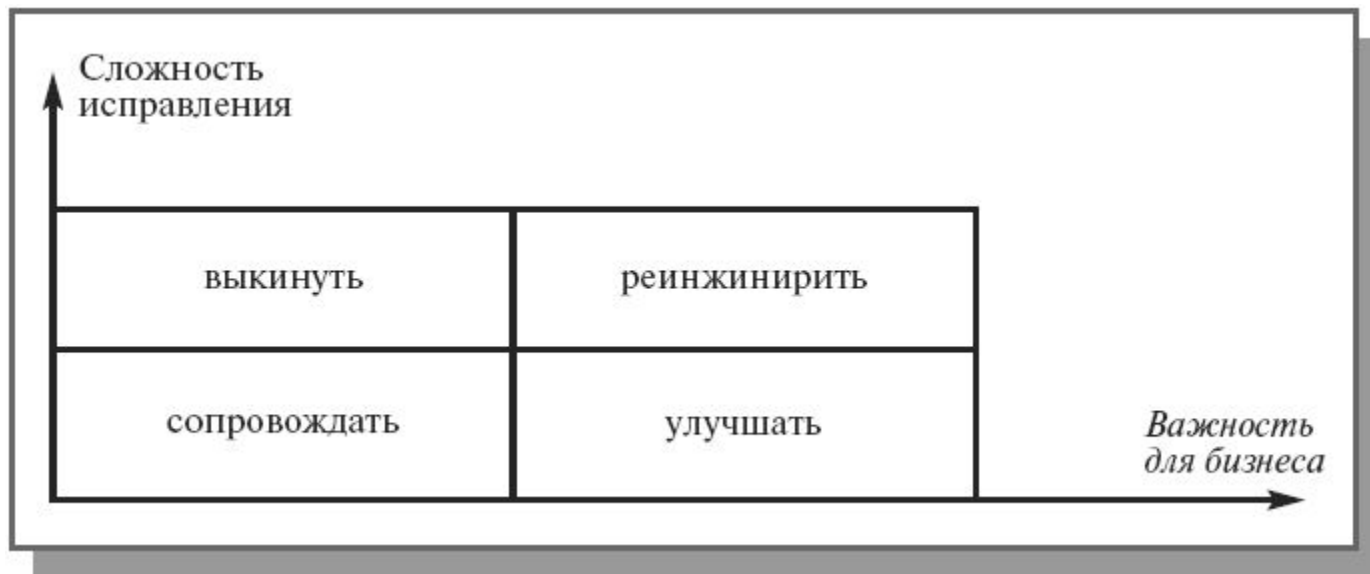 Сложность
исправления
выкинуть
реинжинирить
сопровождать
улучшать
Важность
для бизнеса